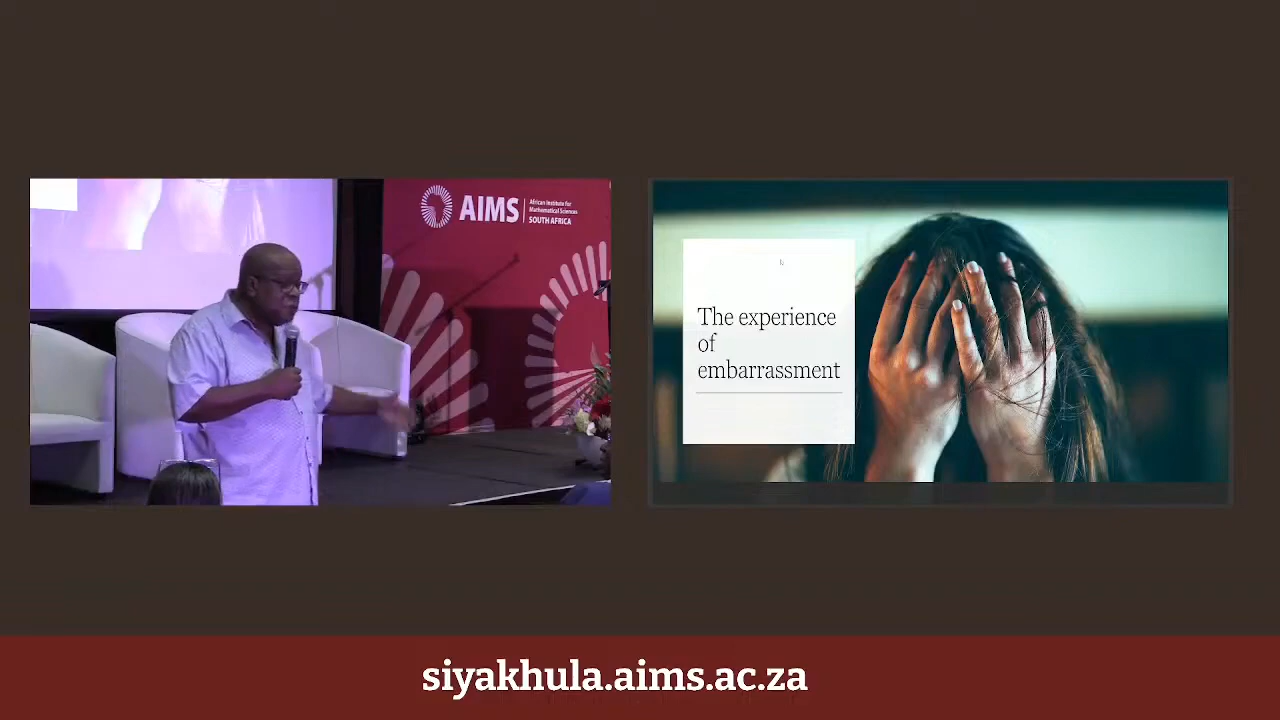 AIMS
African Institute for
Mathematical Sciences
SOUTH AFRICA
The experience
of
embarrassment
siyakhula.aims.ac.za